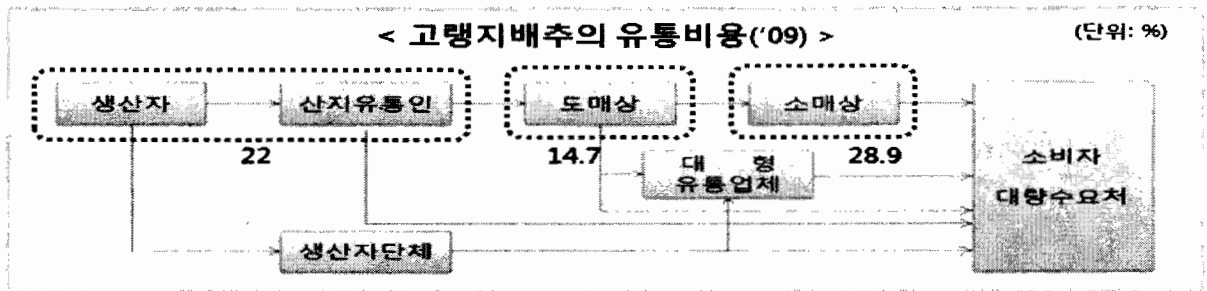 < 고랭지배추의 유통비용('09) >
(단위: %)
생산자
산지유통인
도매상
소매상
22
14.7
28.9
대 형
유통업체
소비자
대량수요처
생산자단체